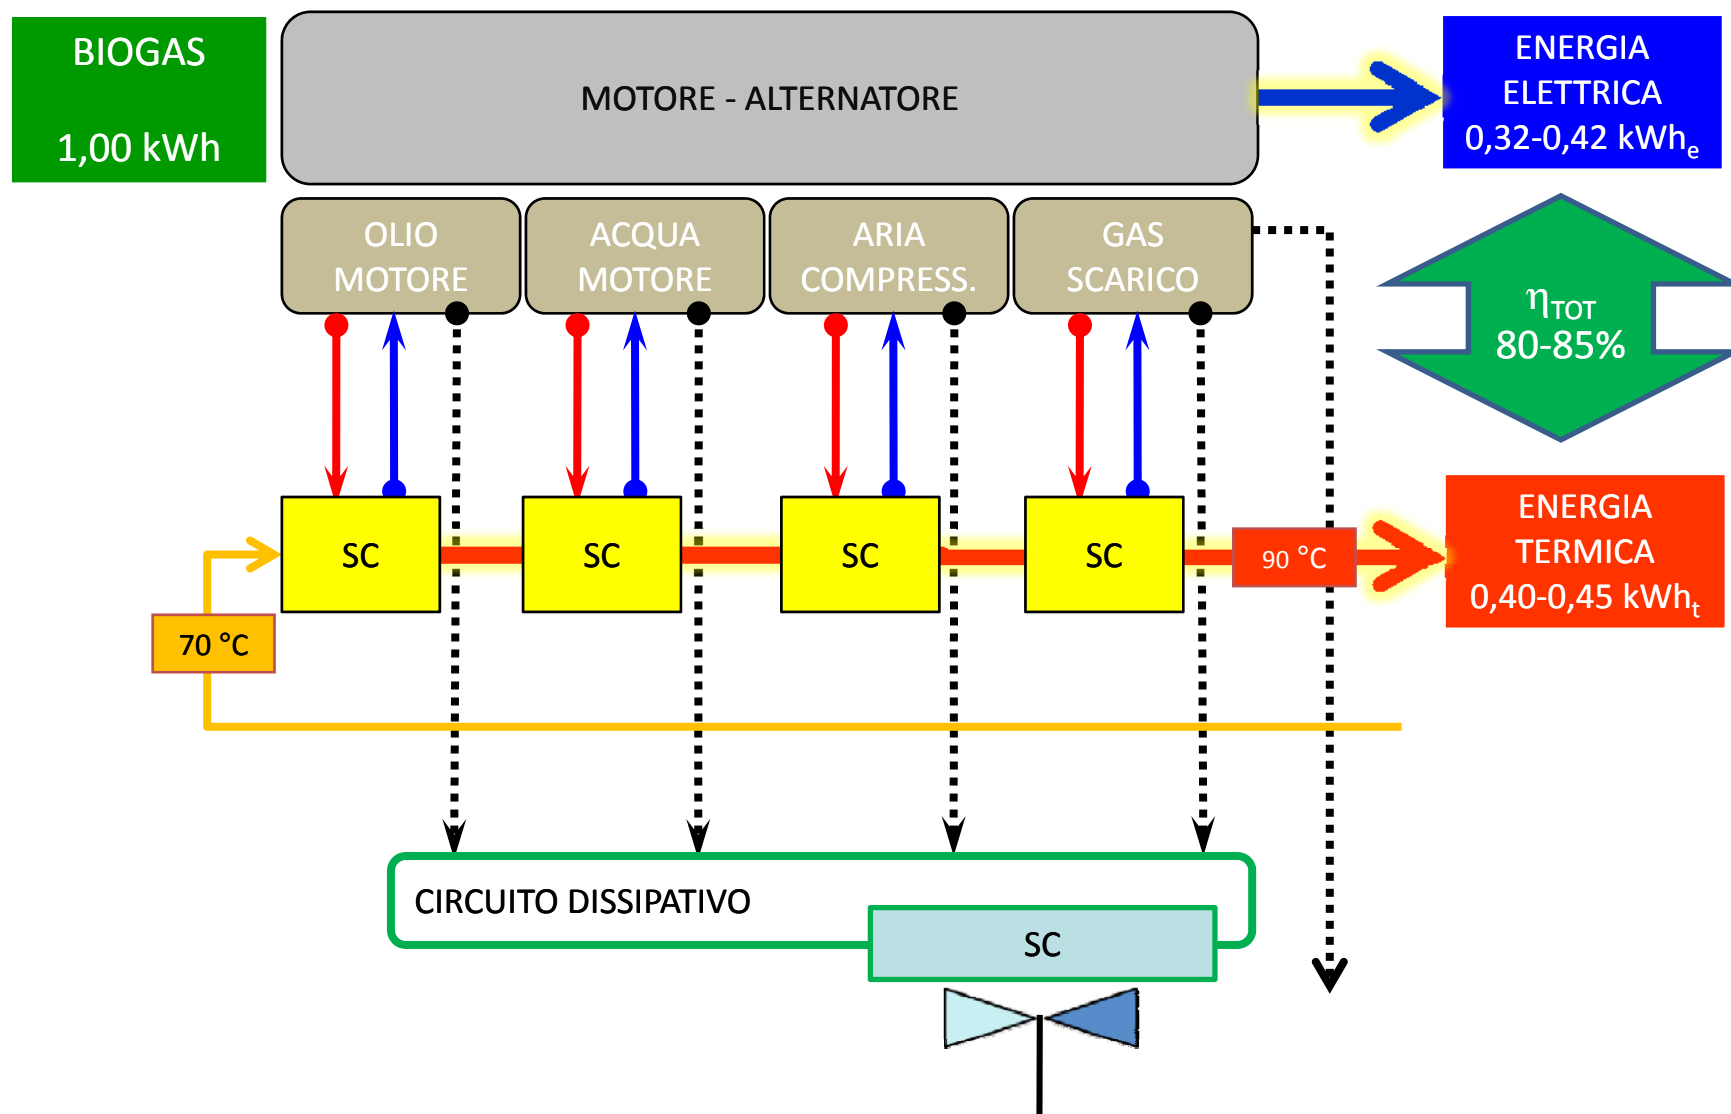 BIOGAS
1,00 kWh
MOTORE - ALTERNATORE
ENERGIA
ELETTRICA
0,32-0,42 kWhe
OLIO
MOTORE
ACQUA
MOTORE
ARIA
COMPRESS.
GAS
SCARICO
ηTOT
80-85%
SC
SC
SC
SC
90 °C
ENERGIA
TERMICA
0,40-0,45 kWht
70 °C
CIRCUITO DISSIPATIVO
SC